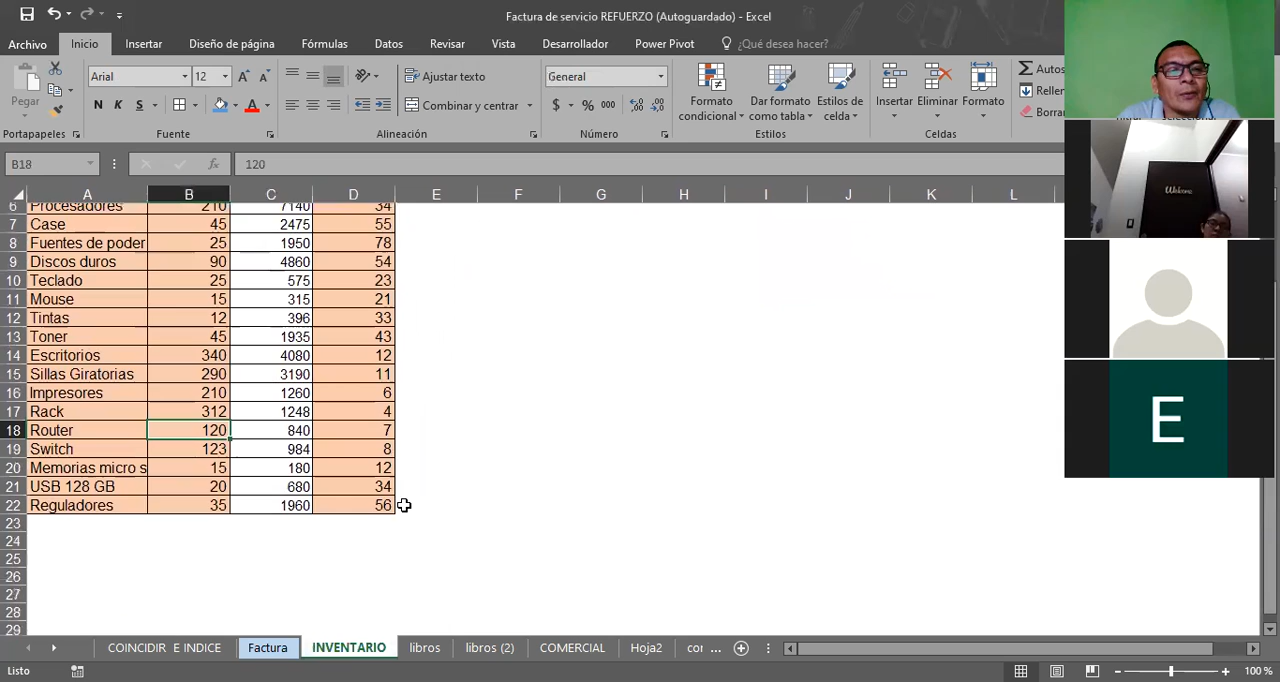 Factura de servicio REFUERZO (Autoguardado) - Excel
Archivo Inicio Insertar Diseño de página Fórmulas Datos Revisar Vista Desarrollador Power Pivot ¿Qué desea hacer?
Pegar
Arial 12
N K S
Ajustar texto
Combinar y centrar
General
$ % 000
Formato condicional
Dar formato como tabla
Estilos de celda
Insertar Eliminar Formato
Autos
Rellen
Borra
Portapapeles Fuente Alineación Número Estilos Celdas
B18 fx 120
A B C D E F G H I J K L
6 Procesadores 210 7140 34
7 Case 45 2475 55
8 Fuentes de poder 25 1950 78
9 Discos duros 90 4860 54
10 Teclado 25 575 23
11 Mouse 15 315 21
12 Tintas 12 396 33
13 Toner 45 1935 43
14 Escritorios 340 4080 12
15 Sillas Giratorias 290 3190 11
16 Impresores 210 1260 6
17 Rack 312 1248 4
18 Router 120 840 7
19 Switch 123 984 8
20 Memorias micro s 15 180 12
21 USB 128 GB 20 680 34
22 Reguladores 35 1960 56
23
24
25
26
27
28
29
COINCIDIR E INDICE Factura INVENTARIO libros libros (2) COMERCIAL Hoja2 cor ...
Listo 100 %
Welcome
E